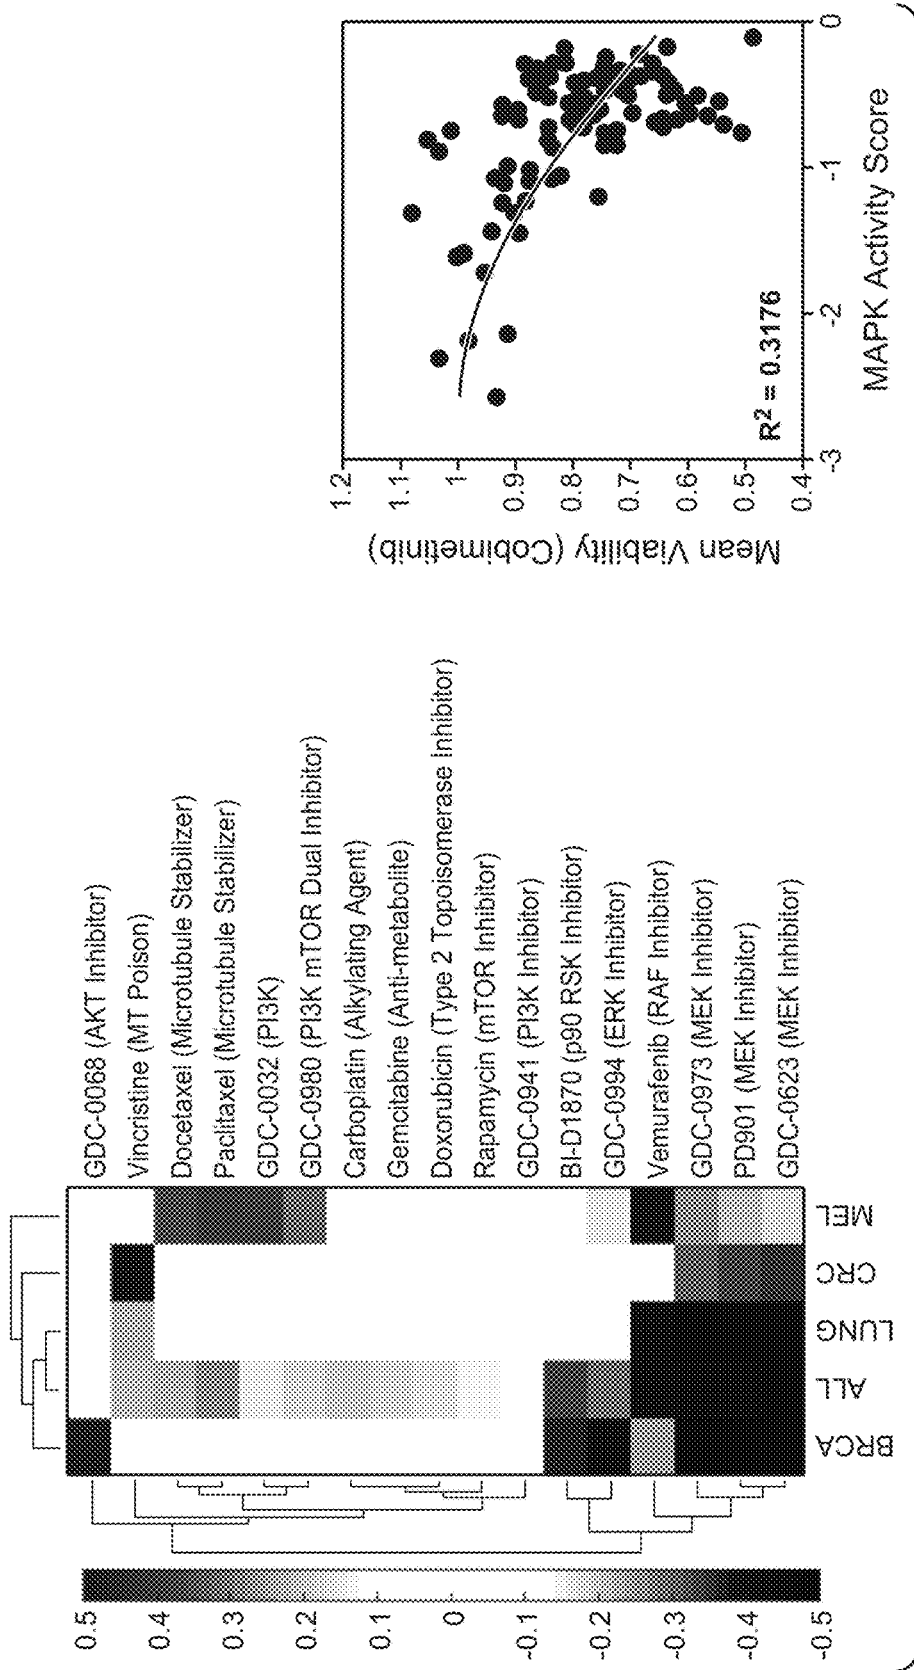 0.5
0.4
0.3
0.2
0.1
0
-0.1
-0.2
-0.3
-0.4
-0.5
GDC-0068 (AKT Inhibitor)
Vincristine (MT Poison)
Docetaxel (Microtubule Stabilizer)
Paclitaxel (Microtubule Stabilizer)
GDC-0032 (PI3K)
GDC-0980 (PI3K mTOR Dual Inhibitor)
Carboplatin (Alkylating Agent)
Gemcitabine (Anti-metabolite)
Doxorubicin (Type 2 Topoisomerase Inhibitor)
Rapamycin (mTOR Inhibitor)
GDC-0941 (PI3K Inhibitor)
BI-D1870 (p90 RSK Inhibitor)
GDC-0994 (ERK Inhibitor)
Vemurafenib (RAF Inhibitor)
GDC-0973 (MEK Inhibitor)
PD901 (MEK Inhibitor)
GDC-0623 (MEK Inhibitor)
BRCA
ALL
LUNG
CRC
MEL
Mean Viability (Cobimetinib)
1.2
1.1
1
0.9
0.8
0.7
0.6
0.5
0.4
R² = 0.3176
-3
-2
-1
0
MAPK Activity Score